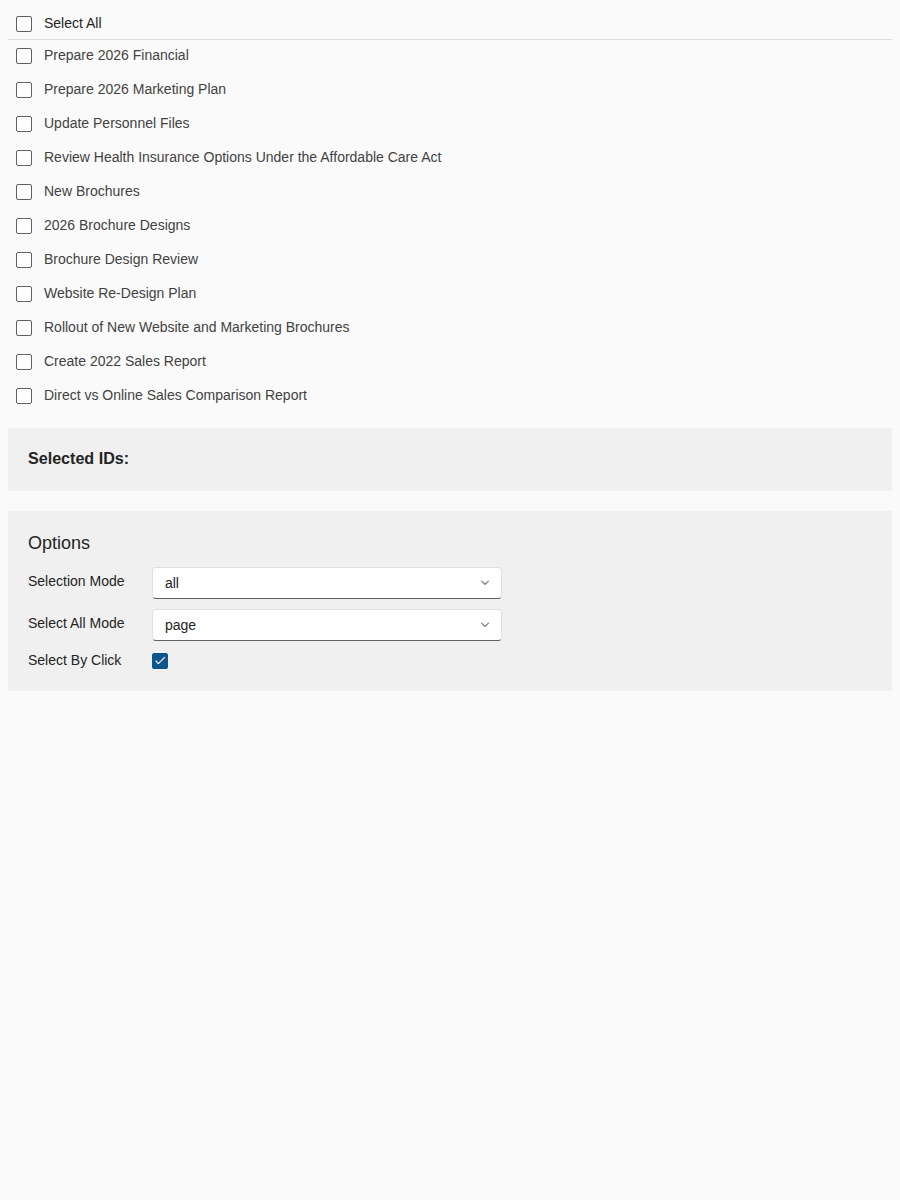 Select All
Prepare 2026 Financial
Prepare 2026 Marketing Plan
Update Personnel Files
Review Health Insurance Options Under the Affordable Care Act
New Brochures
2026 Brochure Designs
Brochure Design Review
Website Re-Design Plan
Rollout of New Website and Marketing Brochures
Create 2022 Sales Report
Direct vs Online Sales Comparison Report
Selected IDs:
Options
Selection Mode all
Select All Mode page
Select By Click